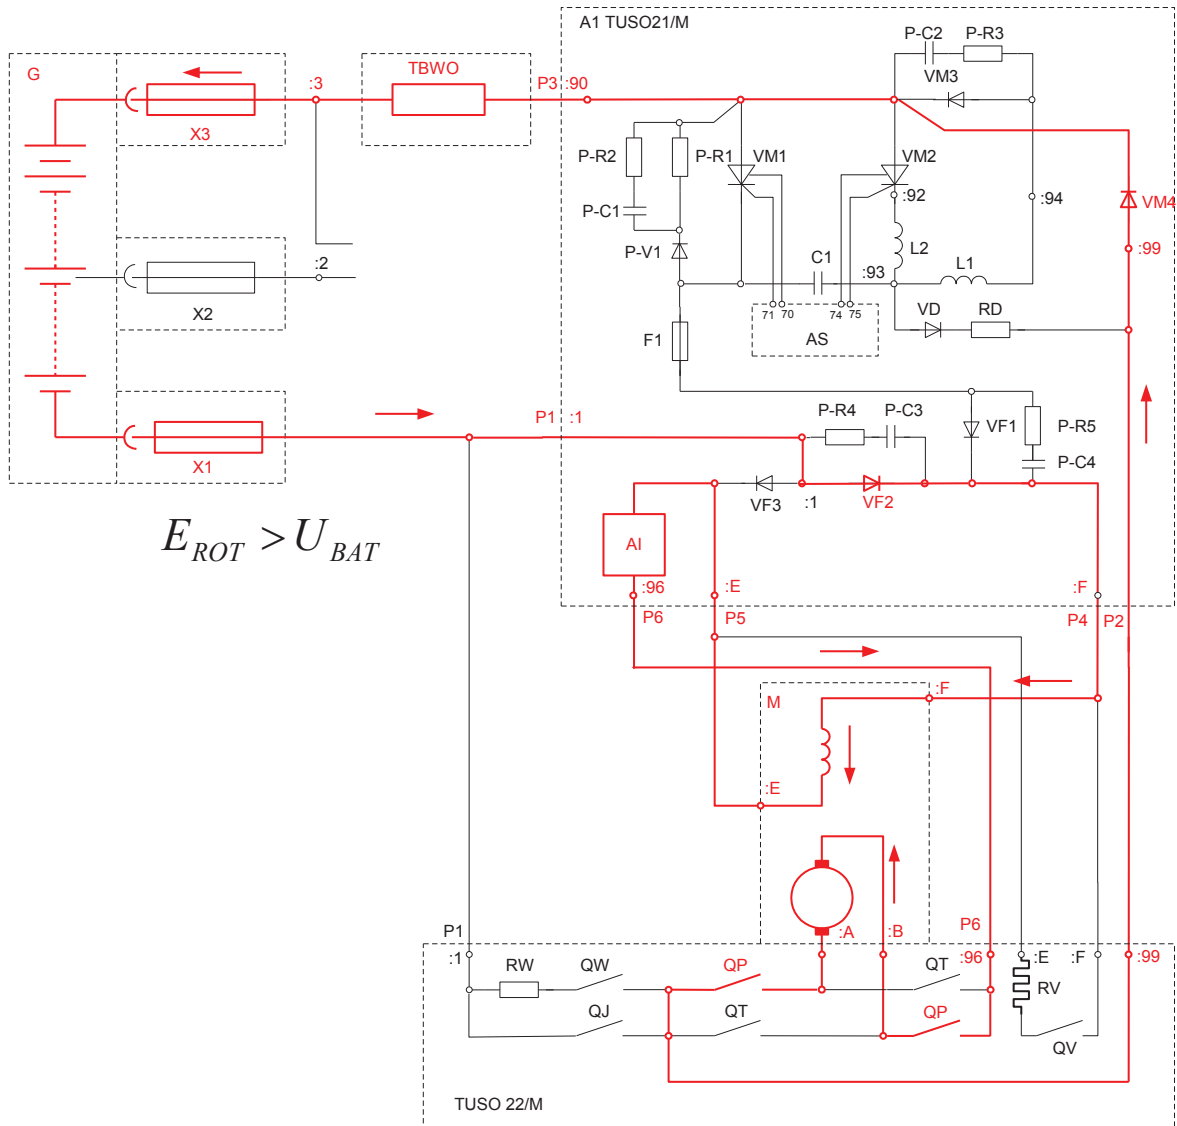 A1 TUSO21/M
P-C2 P-R3
G
TBWO
:3
P3 :90
VM3
X3
P-R2 P-R1 VM1 VM2
:92
:94
VM4
P-C1
:99
P-V1
L2
:2
C1 :93 L1
X2
71 70 74 75
VD RD
F1
AS
P1 :1
P-R4 P-C3
VF1 P-R5
X1
P-C4
VF3 :1 VF2
E ROT > U BAT
AI
:96 :E :F
P6 P5 P4 P2
M :F
:E
P1 :A :B P6
:1 RW QW QP QT :96 :E :F :99
RV
QJ QT QP
QV
TUSO 22/M